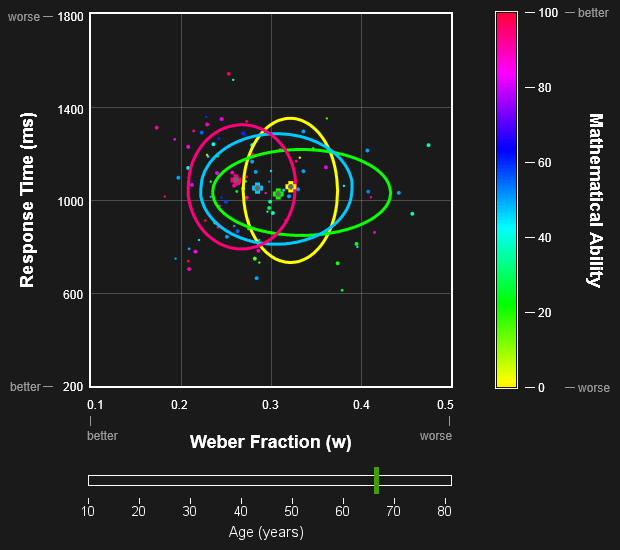 worse
1800
1400
1000
600
200
better
Response Time (ms)
0.1 0.2 0.3 0.4 0.5
better
worse
Weber Fraction (w)
100
80
60
40
20
0
better
worse
Mathematical Ability
10 20 30 40 50 60 70 80
Age (years)